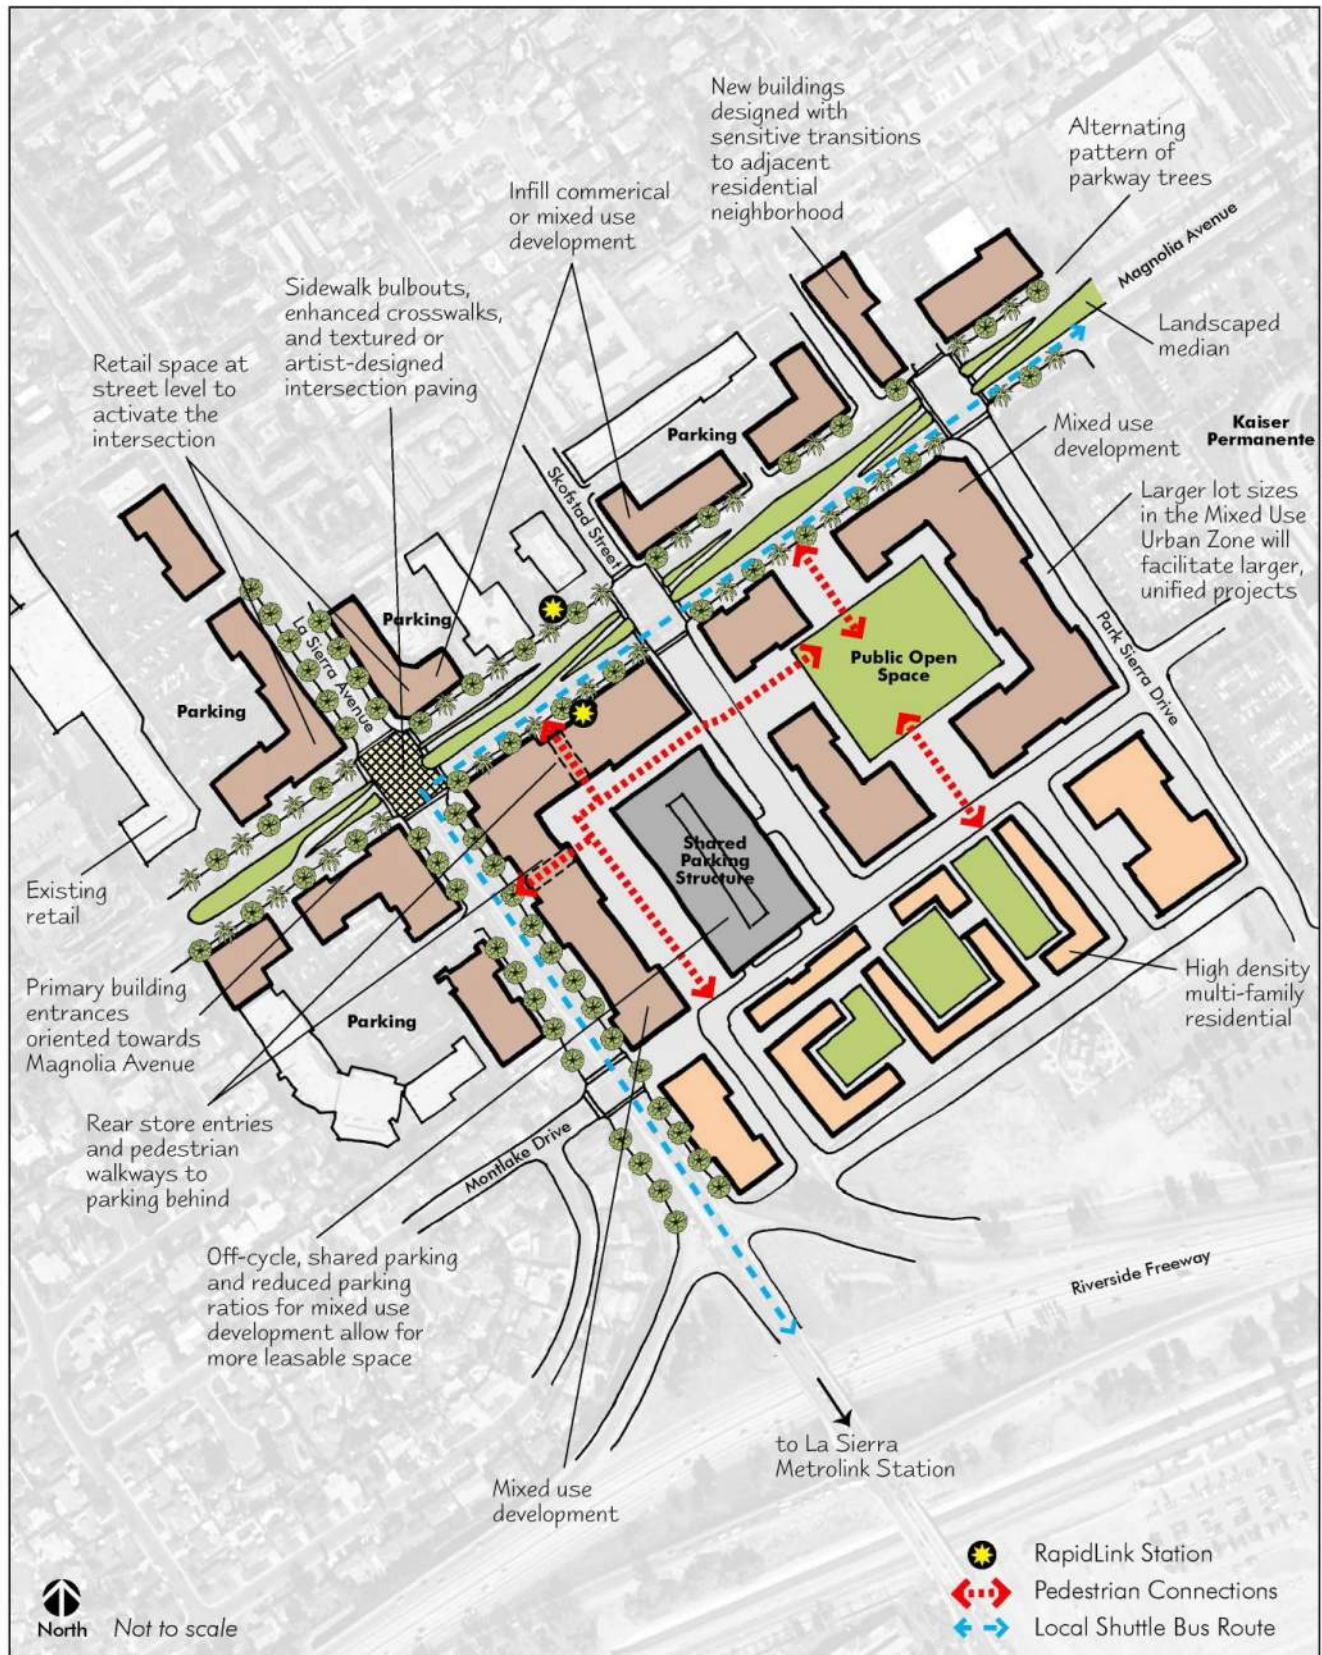 New buildings
designed with
sensitive transitions
to adjacent
residential
neighborhood
Alternating
pattern of
parkway trees
Infill commerical
or mixed use
development
Magnolia Avenue
Sidewalk bulbouts,
enhanced crosswalks,
and textured or
artist-designed
intersection paving
Landscaped
median
Retail space at
street level to
activate the
intersection
Parking
Mixed use
development
Kaiser
Permanente
Skofstad Street
Larger lot sizes
in the Mixed Use
Urban Zone will
facilitate larger,
unified projects
Parking
La Sierra Avenue
Park Sierra Drive
Public Open
Space
Parking
Shared
Parking
Structure
Existing
retail
High density
multi-family
residential
Primary building
entrances
oriented towards
Magnolia Avenue
Parking
Rear store entries
and pedestrian
walkways to
parking behind
Montlake Drive
Off-cycle, shared parking
and reduced parking
ratios for mixed use
development allow for
more leasable space
Riverside Freeway
to La Sierra
Metrolink Station
Mixed use
development
RapidLink Station
Pedestrian Connections
Local Shuttle Bus Route
North
Not to scale